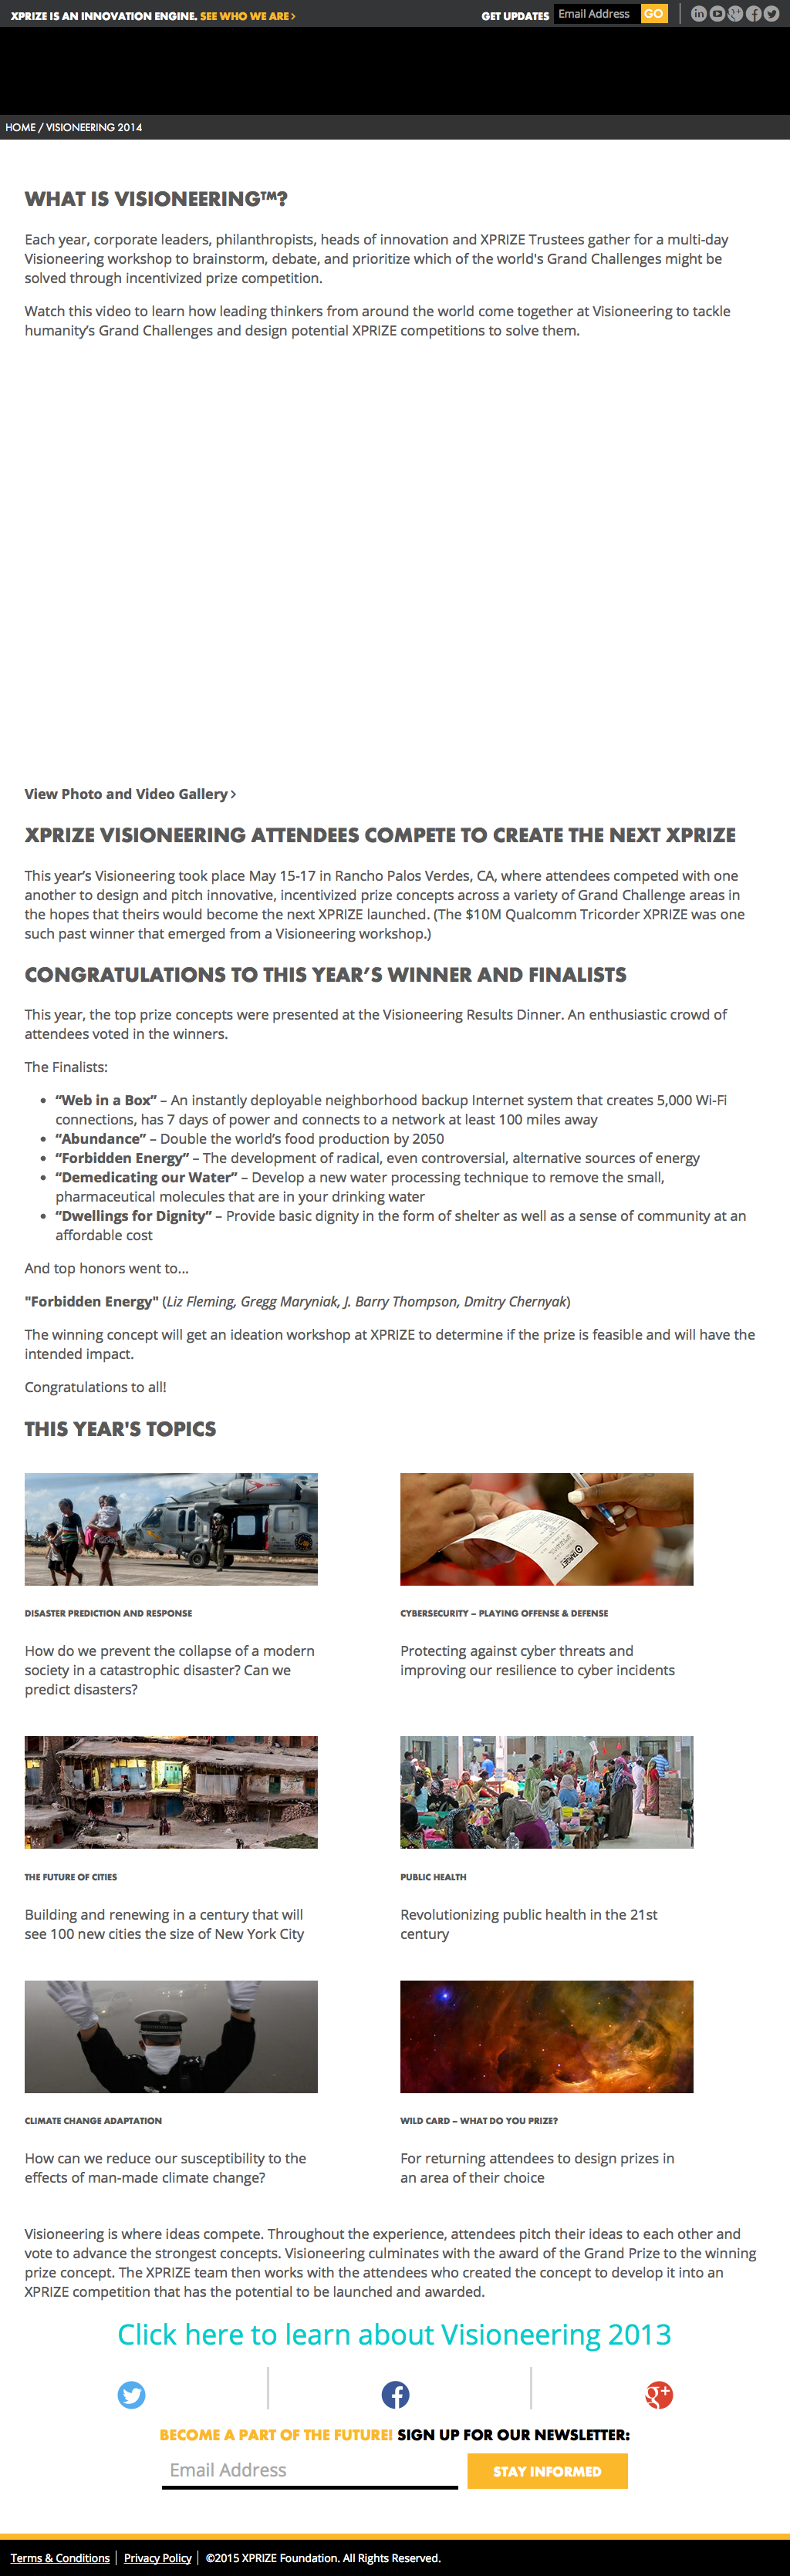 XPRIZE IS AN INNOVATION ENGINE. SEE WHO WE ARE >
GET UPDATES Email Address GO
HOME / VISIONEERING 2014
WHAT IS VISIONEERING™?
Each year, corporate leaders, philanthropists, heads of innovation and XPRIZE Trustees gather for a multi-day
Visioneering workshop to brainstorm, debate, and prioritize which of the world's Grand Challenges might be
solved through incentivized prize competition.
Watch this video to learn how leading thinkers from around the world come together at Visioneering to tackle
humanity’s Grand Challenges and design potential XPRIZE competitions to solve them.
View Photo and Video Gallery >
XPRIZE VISIONEERING ATTENDEES COMPETE TO CREATE THE NEXT XPRIZE
This year’s Visioneering took place May 15-17 in Rancho Palos Verdes, CA, where attendees competed with one
another to design and pitch innovative, incentivized prize concepts across a variety of Grand Challenge areas in
the hopes that theirs would become the next XPRIZE launched. (The $10M Qualcomm Tricorder XPRIZE was one
such past winner that emerged from a Visioneering workshop.)
CONGRATULATIONS TO THIS YEAR’S WINNER AND FINALISTS
This year, the top prize concepts were presented at the Visioneering Results Dinner. An enthusiastic crowd of
attendees voted in the winners.
The Finalists:
• “Web in a Box” – An instantly deployable neighborhood backup Internet system that creates 5,000 Wi-Fi
connections, has 7 days of power and connects to a network at least 100 miles away
• “Abundance” – Double the world’s food production by 2050
• “Forbidden Energy” – The development of radical, even controversial, alternative sources of energy
• “Demedicating our Water” – Develop a new water processing technique to remove the small,
pharmaceutical molecules that are in your drinking water
• “Dwellings for Dignity” – Provide basic dignity in the form of shelter as well as a sense of community at an
affordable cost
And top honors went to...
"Forbidden Energy" (Liz Fleming, Gregg Maryniak, J. Barry Thompson, Dmitry Chernyak)
The winning concept will get an ideation workshop at XPRIZE to determine if the prize is feasible and will have the
intended impact.
Congratulations to all!
THIS YEAR'S TOPICS
TARGET
DISASTER PREDICTION AND RESPONSE
How do we prevent the collapse of a modern
society in a catastrophic disaster? Can we
predict disasters?
CYBERSECURITY – PLAYING OFFENSE & DEFENSE
Protecting against cyber threats and
improving our resilience to cyber incidents
THE FUTURE OF CITIES
Building and renewing in a century that will
see 100 new cities the size of New York City
PUBLIC HEALTH
Revolutionizing public health in the 21st
century
CLIMATE CHANGE ADAPTATION
How can we reduce our susceptibility to the
effects of man-made climate change?
WILD CARD – WHAT DO YOU PRIZE?
For returning attendees to design prizes in
an area of their choice
Visioneering is where ideas compete. Throughout the experience, attendees pitch their ideas to each other and
vote to advance the strongest concepts. Visioneering culminates with the award of the Grand Prize to the winning
prize concept. The XPRIZE team then works with the attendees who created the concept to develop it into an
XPRIZE competition that has the potential to be launched and awarded.
Click here to learn about Visioneering 2013
BECOME A PART OF THE FUTURE! SIGN UP FOR OUR NEWSLETTER:
Email Address STAY INFORMED
Terms & Conditions | Privacy Policy | ©2015 XPRIZE Foundation. All Rights Reserved.